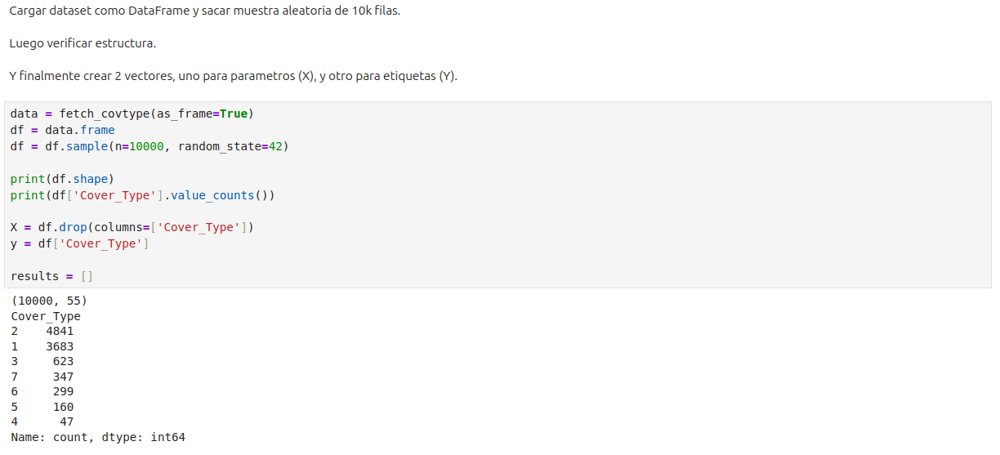 Cargar dataset como DataFrame y sacar muestra aleatoria de 10k filas.
Luego verificar estructura.
Y finalmente crear 2 vectores, uno para parametros (X), y otro para etiquetas (Y).
data = fetch_covtype(as_frame=True)
df = data.frame
df = df.sample(n=10000, random_state=42)
print(df.shape)
print(df['Cover_Type'].value_counts())
X = df.drop(columns=['Cover_Type'])
y = df['Cover_Type']
results = []
(10000, 55)
Cover_Type
2    4841
1    3683
3     623
7     347
6     299
5     160
4      47
Name: count, dtype: int64